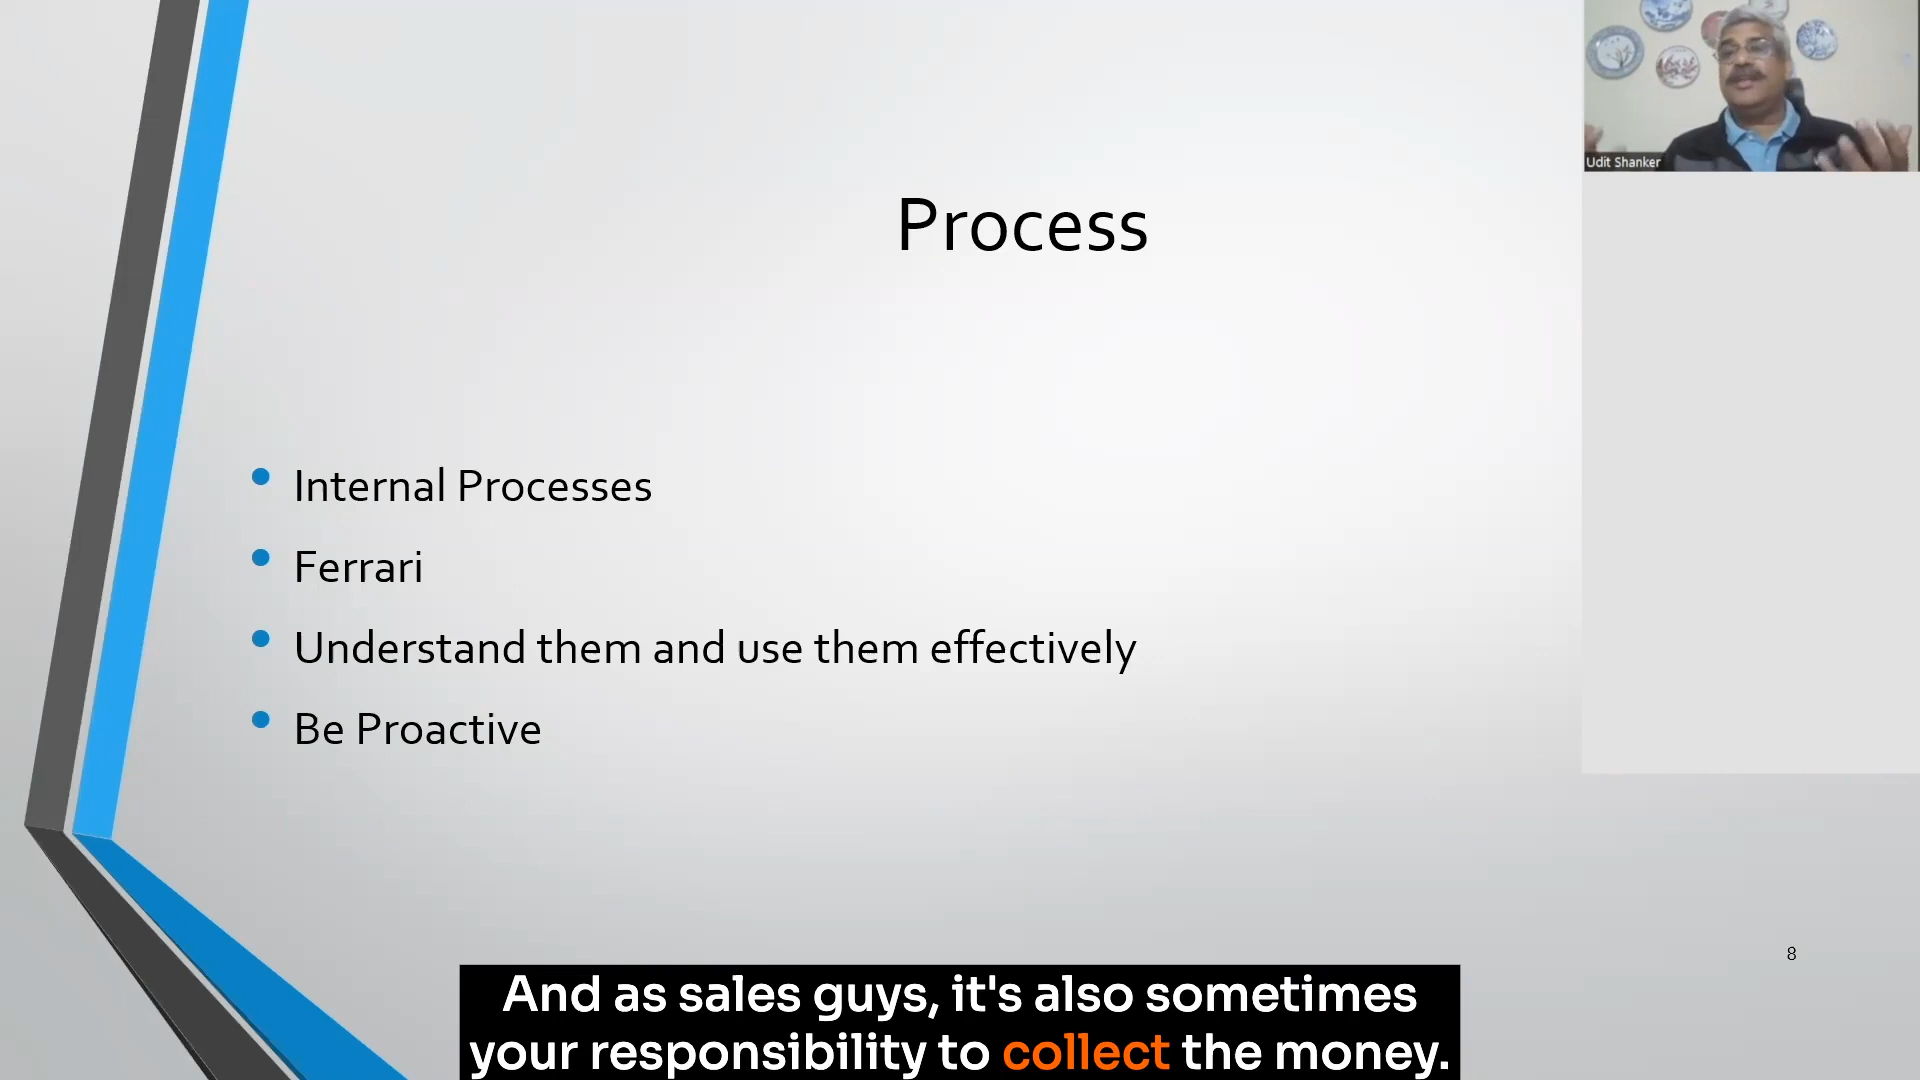 Udit Shanker
Process
Internal Processes
Ferrari
Understand them and use them effectively
Be Proactive
8
And as sales guys, it's also sometimes
your responsibility to collect the money.